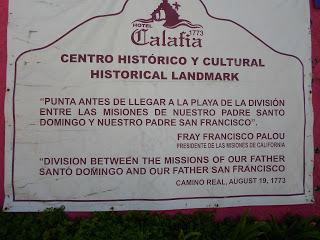 HOTEL
Calafia
1773
CENTRO HISTÓRICO Y CULTURAL
HISTORICAL LANDMARK
“PUNTA ANTES DE LLEGAR A LA PLAYA DE LA DIVISIÓN
ENTRE LAS MISIONES DE NUESTRO PADRE SANTO
DOMINGO Y NUESTRO PADRE SAN FRANCISCO”.
FRAY FRANCISCO PALOU
PRESIDENTE DE LAS MISIONES DE CALIFORNIA
“DIVISION BETWEEN THE MISSIONS OF OUR FATHER
SANTO DOMINGO AND OUR FATHER SAN FRANCISCO
CAMINO REAL, AUGUST 19, 1773